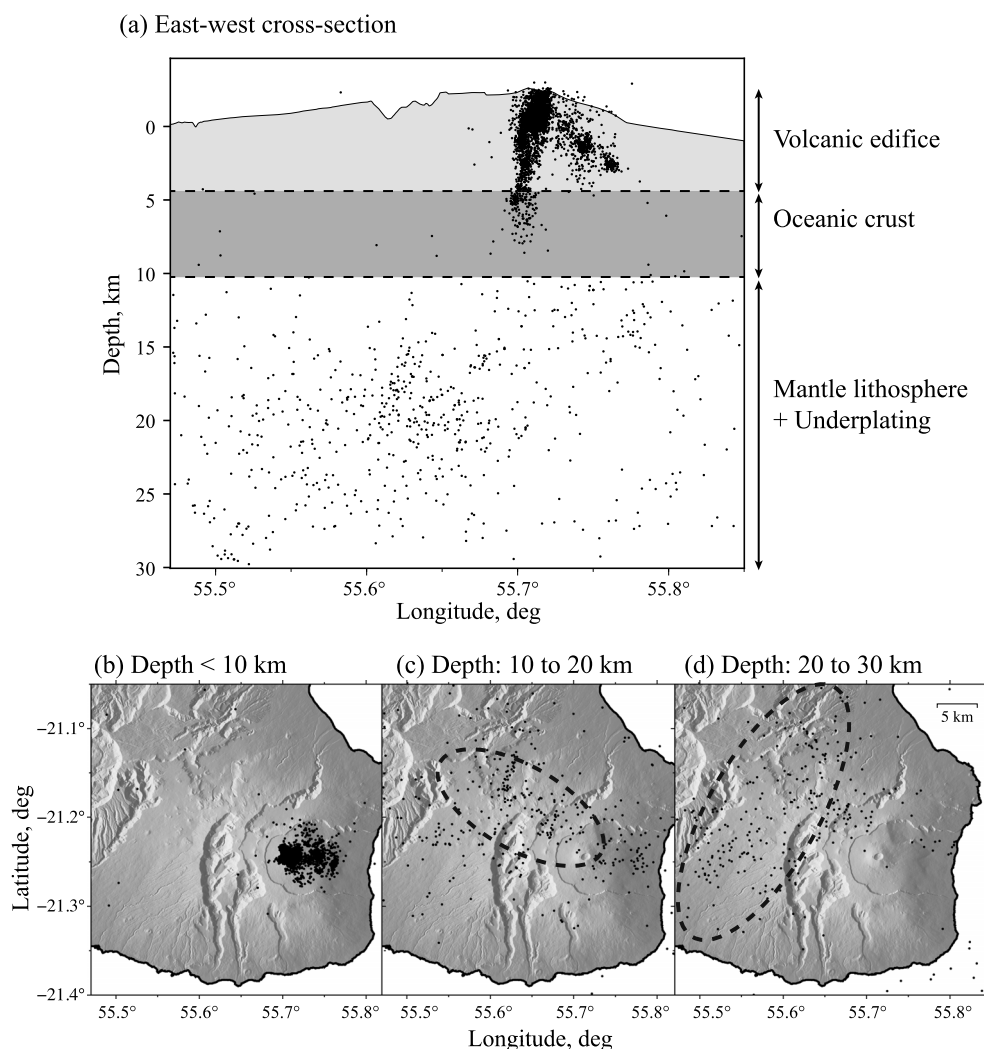 (a) East-west cross-section
0
5
10
15
20
25
30
Depth, km
Volcanic edifice
Oceanic crust
Mantle lithosphere
+ Underplating
55.5° 55.6° 55.7° 55.8°
Longitude, deg
(b) Depth < 10 km (c) Depth: 10 to 20 km (d) Depth: 20 to 30 km
5 km
−21.1°
−21.2°
−21.3°
−21.4°
Latitude, deg
55.5° 55.6° 55.7° 55.8° 55.5° 55.6° 55.7° 55.8° 55.5° 55.6° 55.7° 55.8°
Longitude, deg